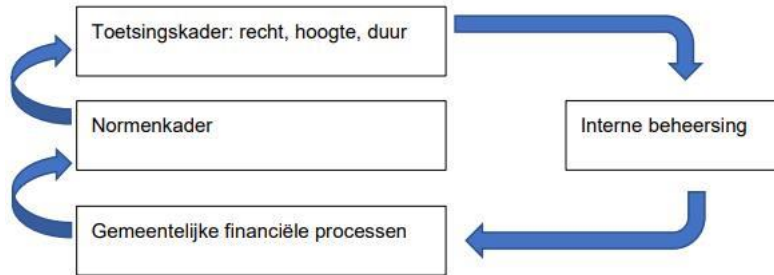 Toetsingskader: recht, hoogte, duur
Normenkader
Interne beheersing
Gemeentelijke financiële processen